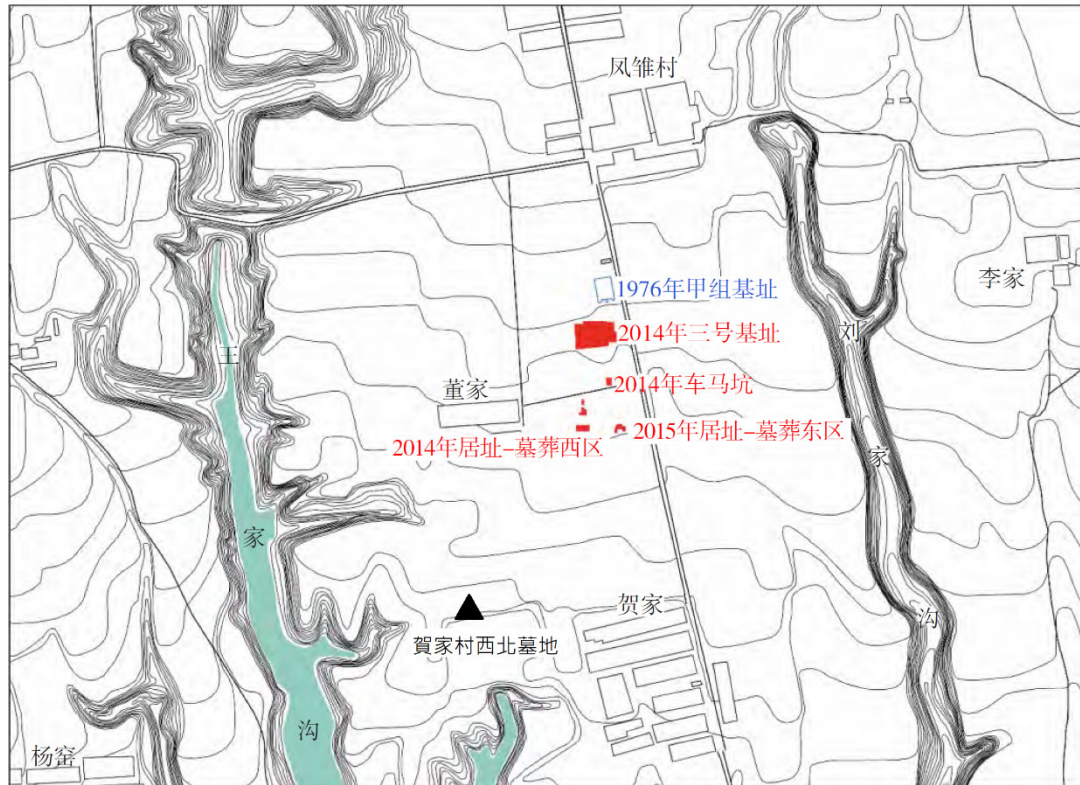 凤雏村
李家
1976年甲组基址
2014年三号基址
刘
王
2014年车马坑
董家
2015年居址-墓葬东区
2014年居址-墓葬西区
家
家
贺家
沟
賀家村西北墓地
沟
杨窑